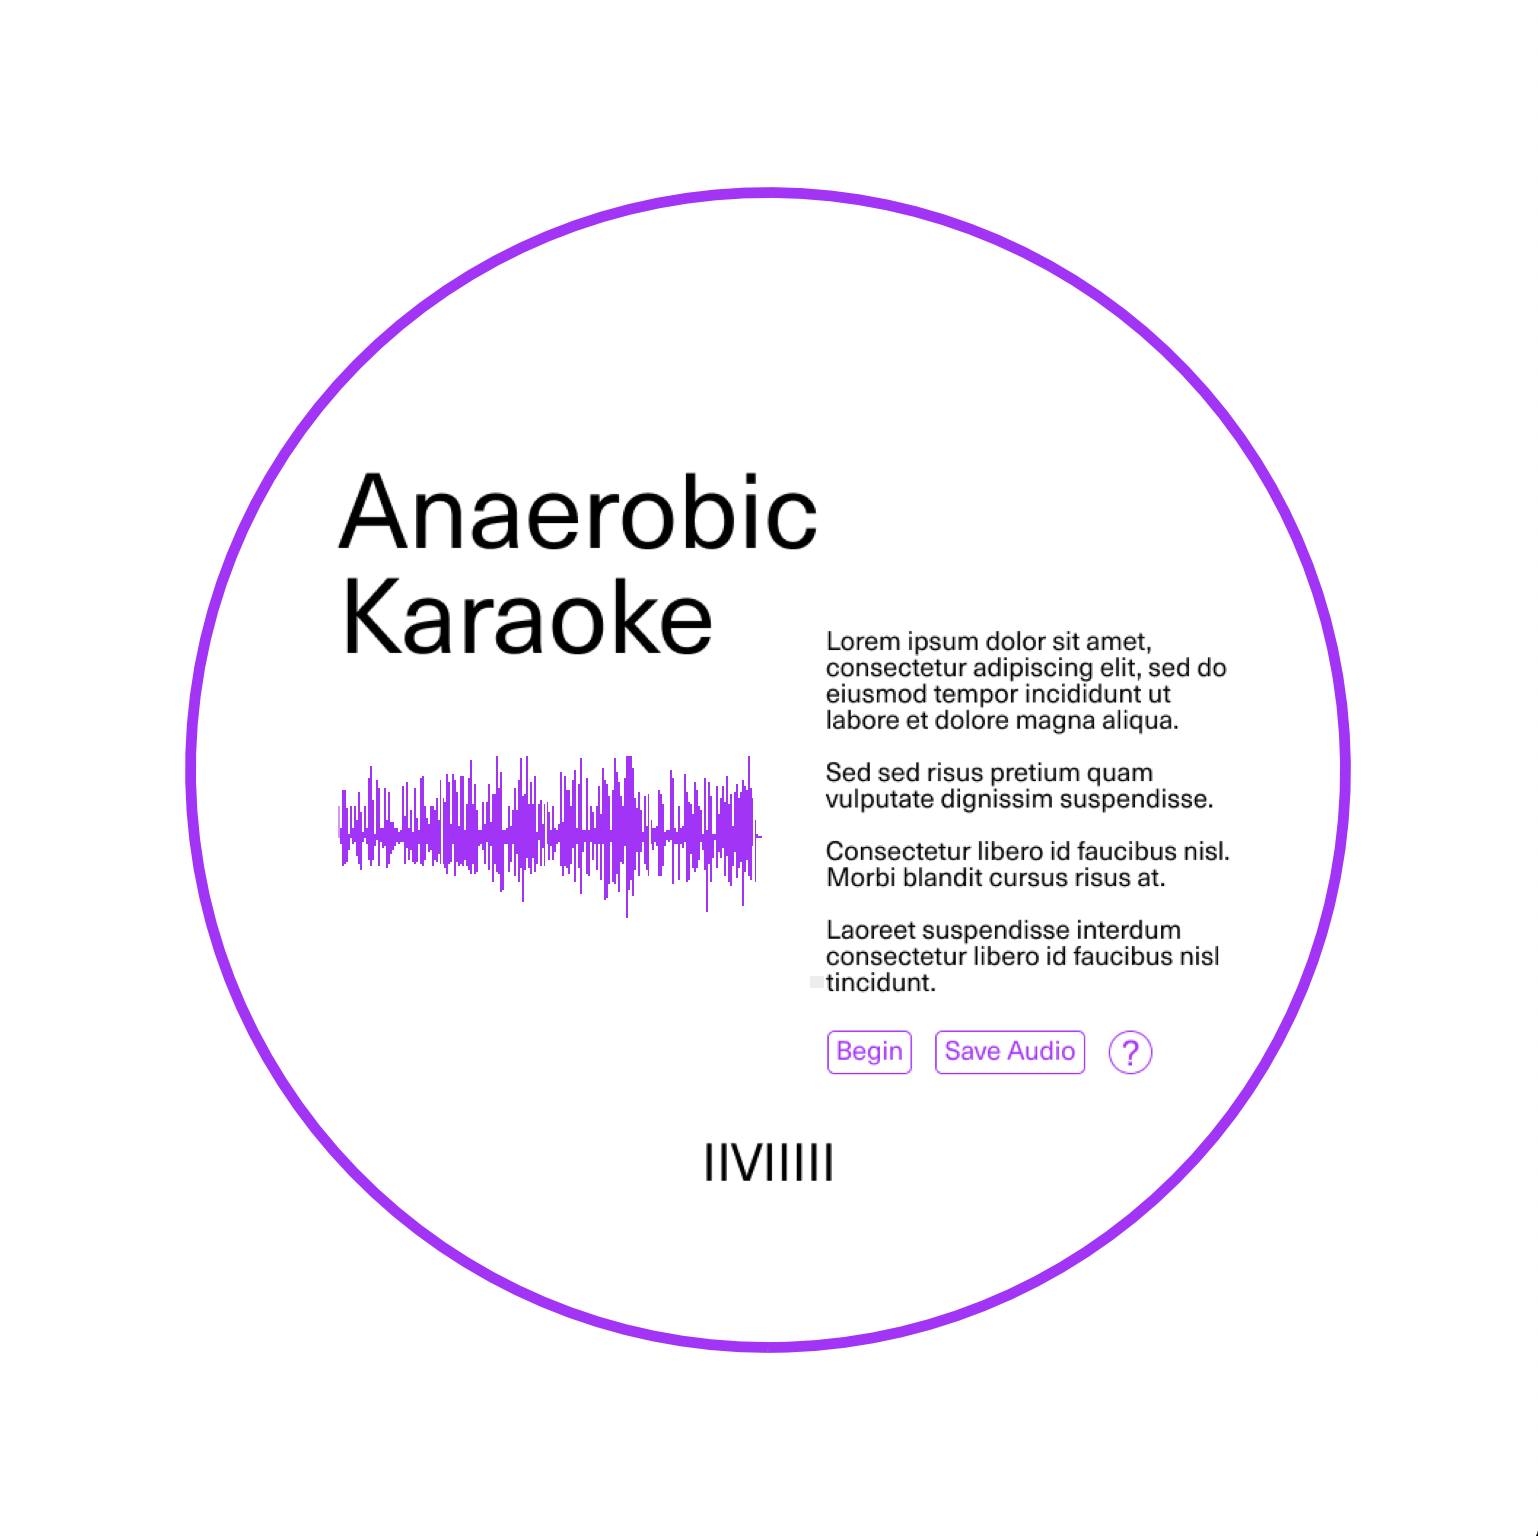 Anaerobic
Karaoke
Lorem ipsum dolor sit amet,
consectetur adipiscing elit, sed do
eiusmod tempor incididunt ut
labore et dolore magna aliqua.
Sed sed risus pretium quam
vulputate dignissim suspendisse.
Consectetur libero id faucibus nisl.
Morbi blandit cursus risus at.
Laoreet suspendisse interdum
consectetur libero id faucibus nisl
tincidunt.
Begin Save Audio ?
IIVIIIII